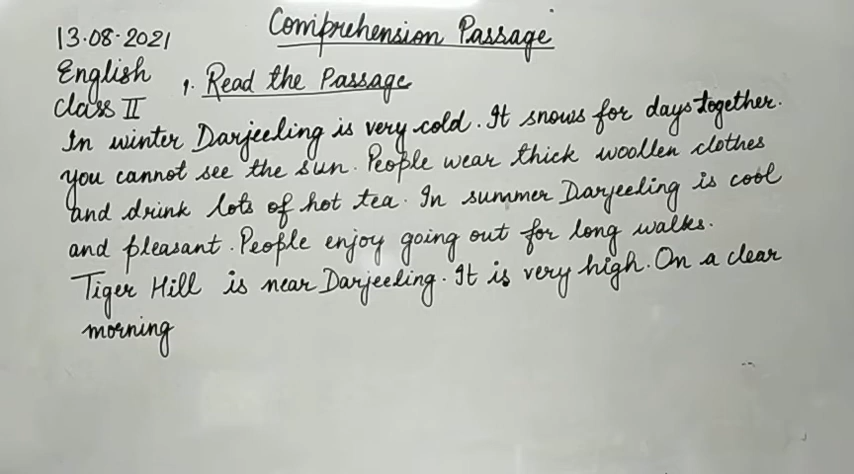 Comprehension Passage
13.08.2021
English
Class II
1. Read the Passage
In winter Darjeeling is very cold. It snows for days together.
you cannot see the sun. People wear thick woollen clothes
and drink lots of hot tea. In summer Darjeeling is cool
and pleasant. People enjoy going out for long walks.
Tiger Hill is near Darjeeling. It is very high. On a clear
morning